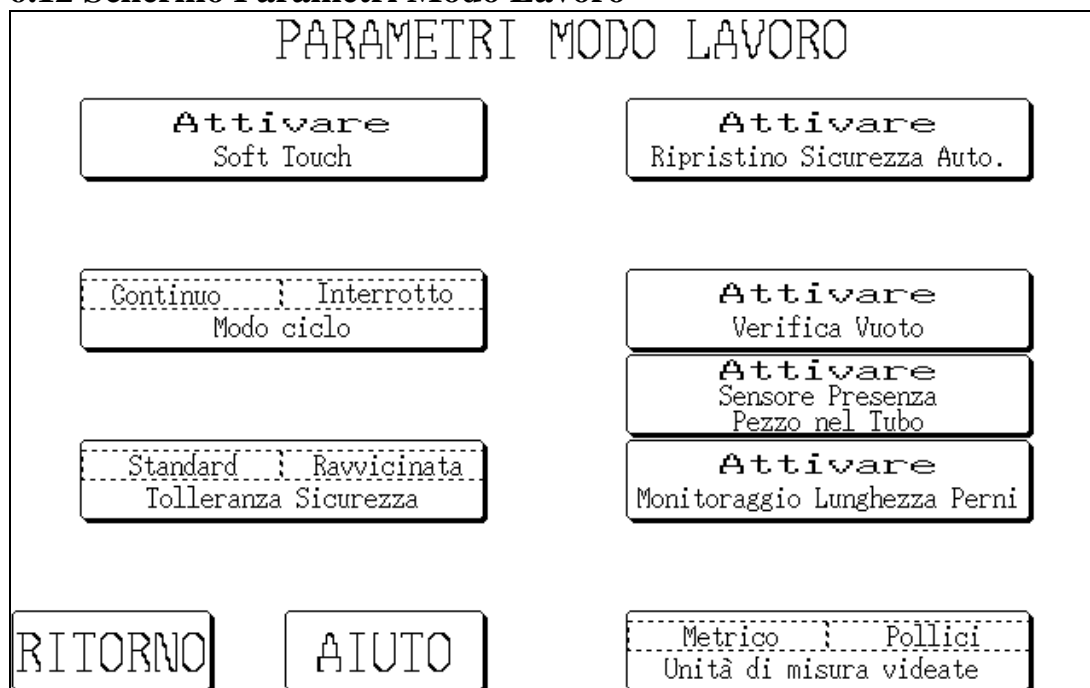 PARAMETRI MODO LAVORO
Attivare
Soft Touch
Attivare
Ripristino Sicurezza Auto.
Continuo Interrotto
Modo ciclo
Attivare
Verifica Vuoto
Attivare
Sensore Presenza
Pezzo nel Tubo
Standard Ravvicinata
Tolleranza Sicurezza
Attivare
Monitoraggio Lunghezza Perni
RITORNO
AIUTO
Metrico Pollici
Unità di misura videate